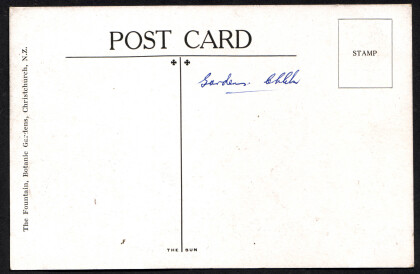 POST CARD
STAMP
Gardens. Chch
The Fountain, Botanic Gardens, Christchurch, N.Z.
THE SUN